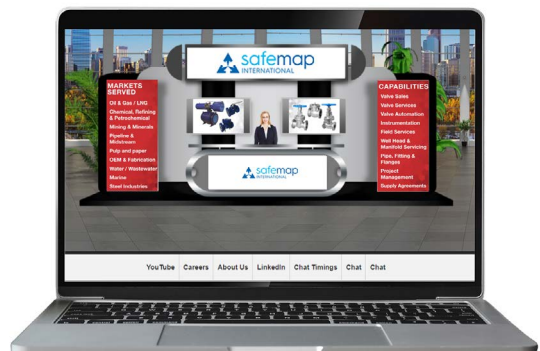 safemap
INTERNATIONAL
MARKETS
SERVED
Oil & Gas / LNG
Chemical, Refining
& Petrochemical
Mining & Minerals
Pipeline &
Midstream
Pulp and paper
OEM & Fabrication
Water / Wastewater
Marine
Steel Industries
CAPABILITIES
Valve Sales
Valve Services
Valve Automation
Instrumentation
Field Services
Well Head &
Manifold Servicing
Pipe, Fitting &
Flanges
Project
Management
Supply Agreements
safemap
INTERNATIONAL
YouTube Careers About Us LinkedIn Chat Timings Chat Chat